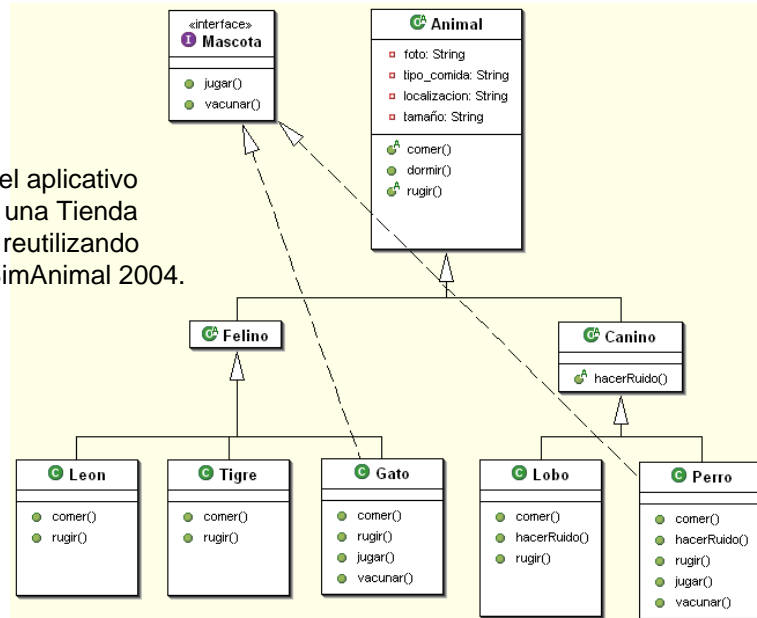 «interface»
I Mascota
jugar()
vacunar()
C A Animal
foto: String
tipo_comida: String
localizacion: String
tamaño: String
A comer()
dormir()
A rugir()
el aplicativo
una Tienda
reutilizando
SimAnimal 2004.
C A Felino
C A Canino
A hacerRuido()
C Leon
comer()
rugir()
C Tigre
comer()
rugir()
C Gato
comer()
rugir()
jugar()
vacunar()
C Lobo
comer()
hacerRuido()
rugir()
C Perro
comer()
hacerRuido()
rugir()
jugar()
vacunar()